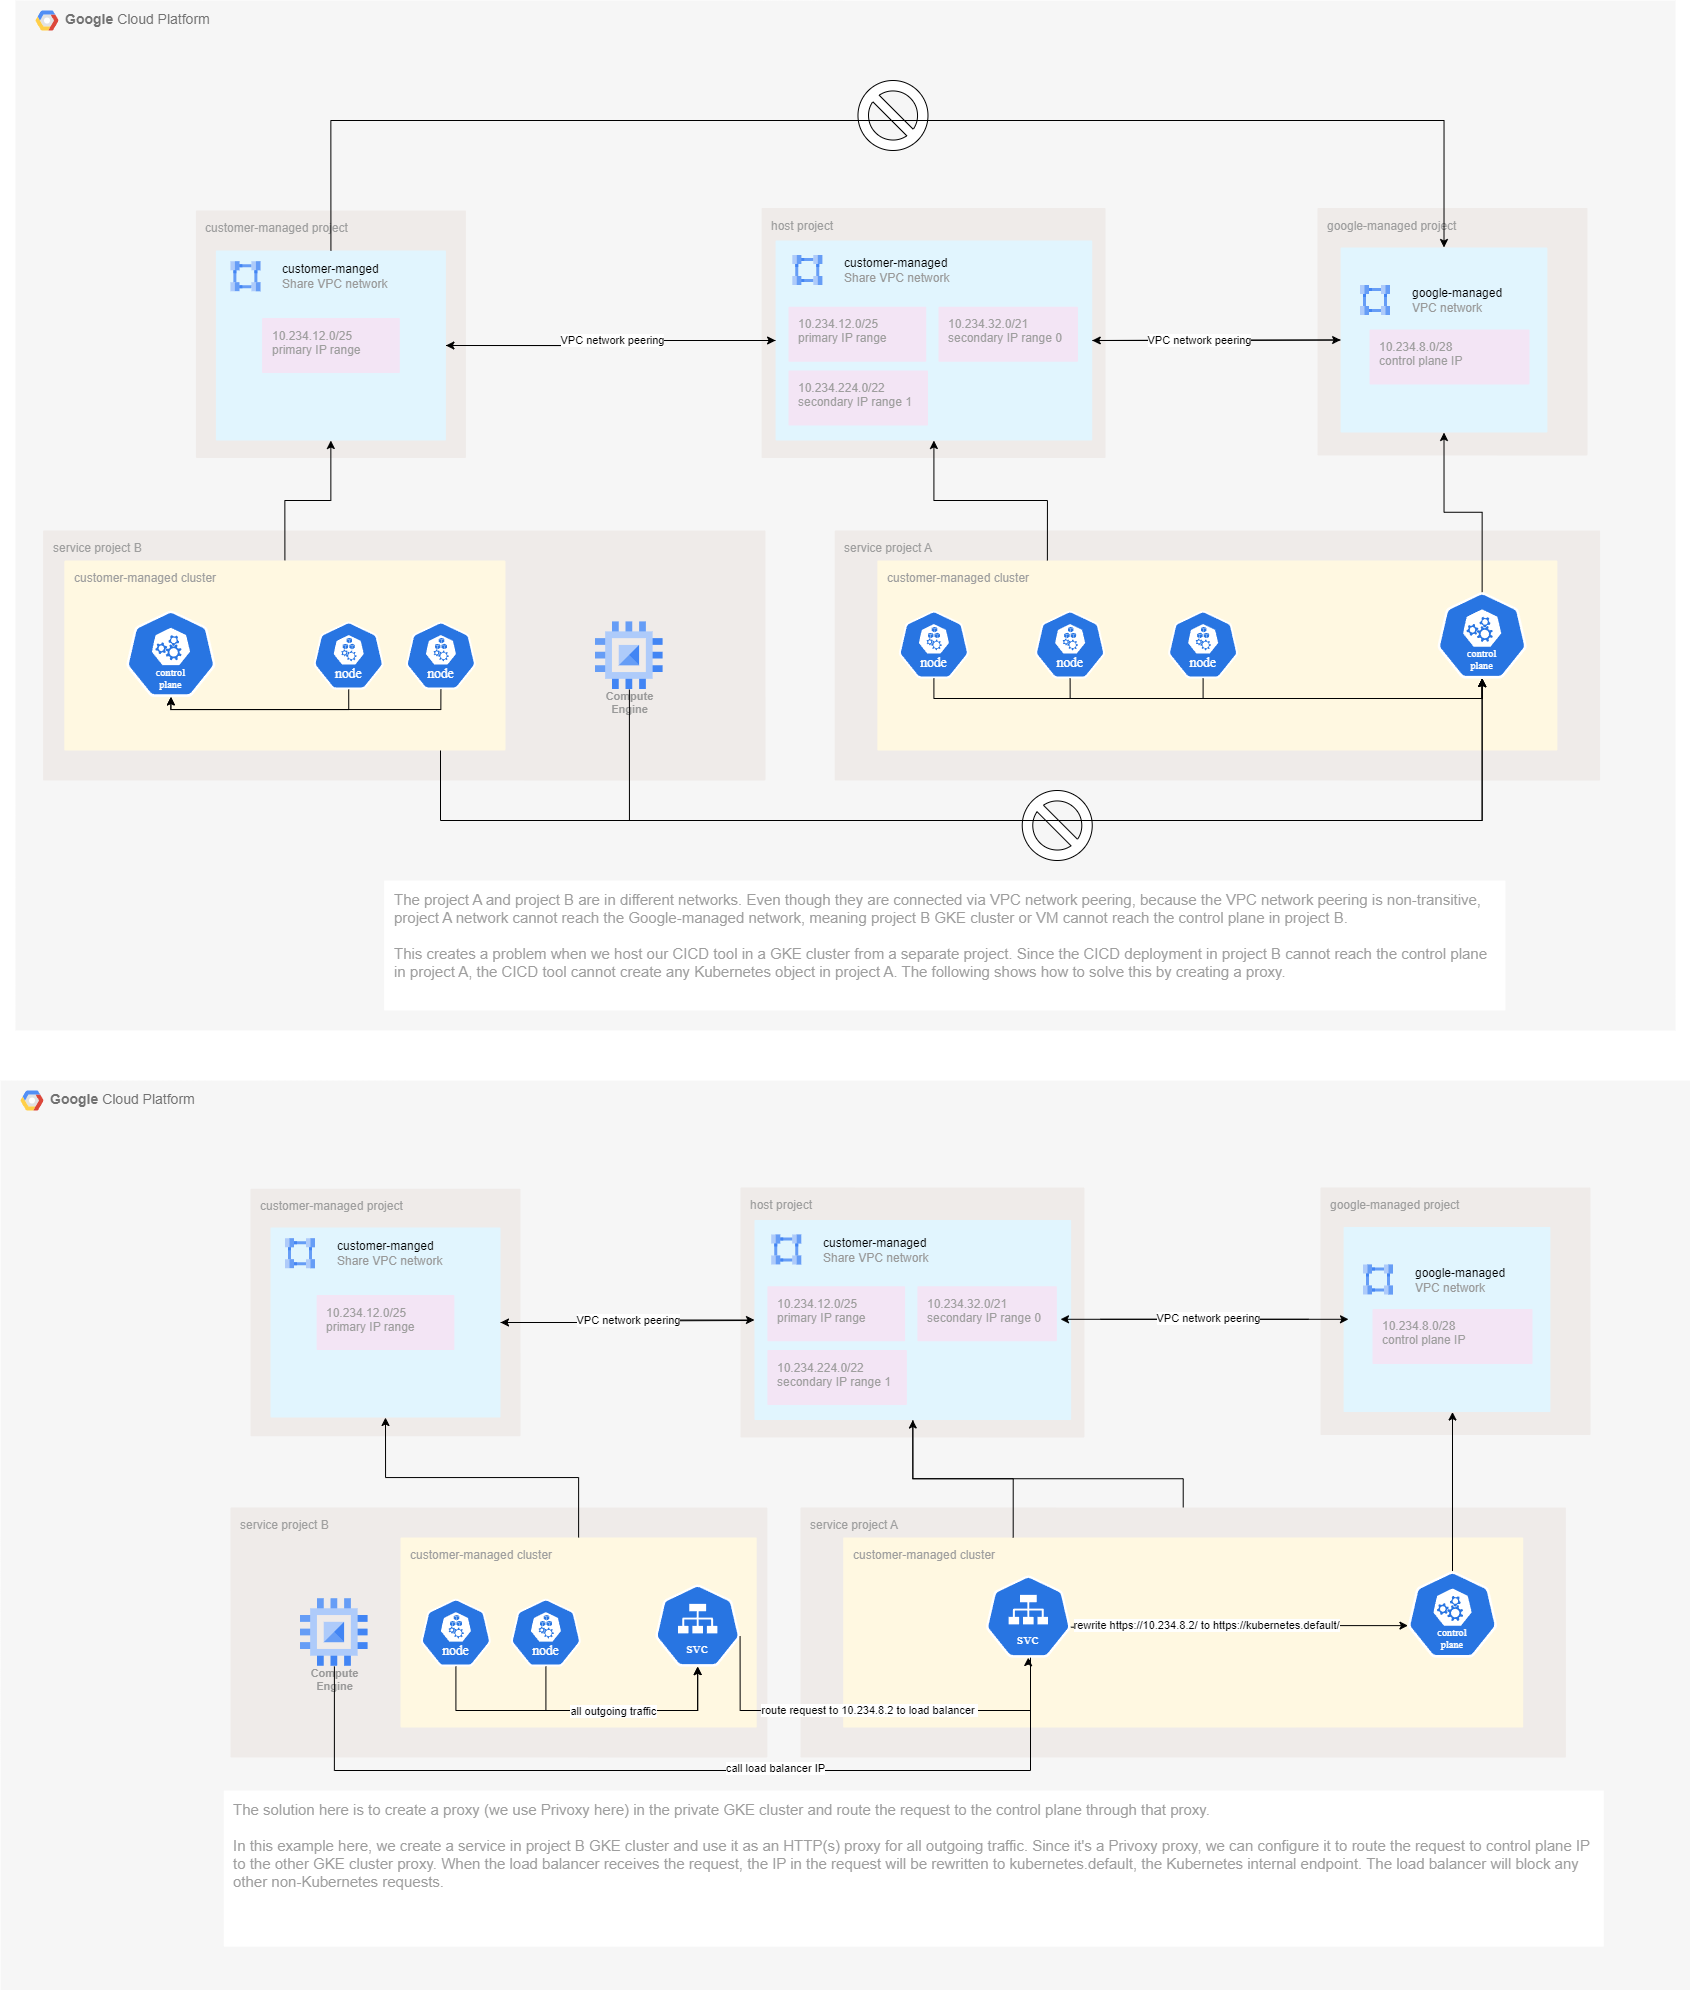 Google Cloud Platform
customer-managed project
customer-manged
Share VPC network
10.234.12.0/25
primary IP range
VPC network peering
host project
customer-managed
Share VPC network
10.234.12.0/25
primary IP range
10.234.32.0/21
secondary IP range 0
10.234.224.0/22
secondary IP range 1
VPC network peering
google-managed project
google-managed
VPC network
10.234.8.0/28
control plane IP
service project B
customer-managed cluster
control
plane
node
node
Compute
Engine
service project A
customer-managed cluster
node
node
node
control
plane
The project A and project B are in different networks. Even though they are connected via VPC network peering, because the VPC network peering is non-transitive,
project A network cannot reach the Google-managed network, meaning project B GKE cluster or VM cannot reach the control plane in project B.
This creates a problem when we host our CICD tool in a GKE cluster from a separate project. Since the CICD deployment in project B cannot reach the control plane
in project A, the CICD tool cannot create any Kubernetes object in project A. The following shows how to solve this by creating a proxy.
Google Cloud Platform
customer-managed project
customer-manged
Share VPC network
10.234.12.0/25
primary IP range
VPC network peering
host project
customer-managed
Share VPC network
10.234.12.0/25
primary IP range
10.234.32.0/21
secondary IP range 0
10.234.224.0/22
secondary IP range 1
VPC network peering
google-managed project
google-managed
VPC network
10.234.8.0/28
control plane IP
service project B
Compute
Engine
customer-managed cluster
node
node
svc
all outgoing traffic
route request to 10.234.8.2 to load balancer
call load balancer IP
service project A
customer-managed cluster
svc
rewrite https://10.234.8.2/ to https://kubernetes.default/
control
plane
The solution here is to create a proxy (we use Privoxy here) in the private GKE cluster and route the request to the control plane through that proxy.
In this example here, we create a service in project B GKE cluster and use it as an HTTP(s) proxy for all outgoing traffic. Since it's a Privoxy proxy, we can configure it to route the request to control plane IP
to the other GKE cluster proxy. When the load balancer receives the request, the IP in the request will be rewritten to kubernetes.default, the Kubernetes internal endpoint. The load balancer will block any
other non-Kubernetes requests.